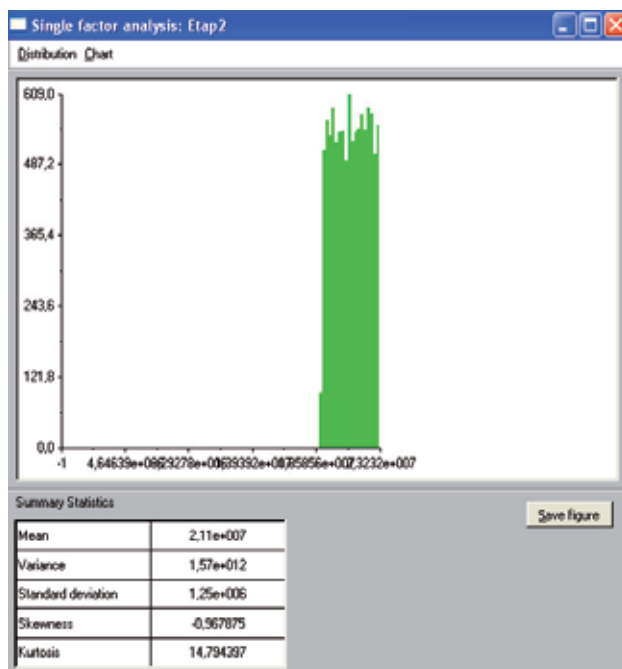 Single factor analysis: Etap2
Distribution Chart
609,0
487,2
365,4
243,6
121,8
0,0
-1
Summary Statistics
Save figure
Mean 2,11e+007
Variance 1,57e+012
Standard deviation 1,25e+006
Skewness -0,967875
Kurtosis 14,794397